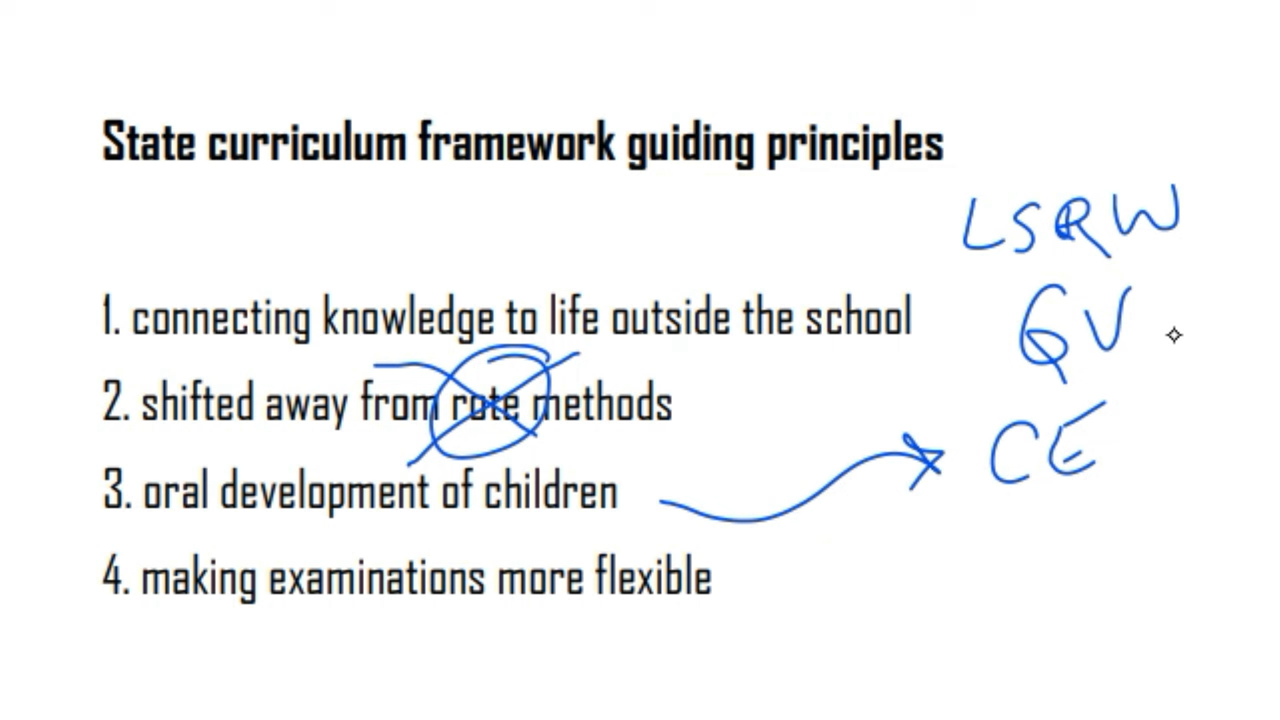 State curriculum framework guiding principles
LSRW
1. connecting knowledge to life outside the school
GV
2. shifted away from rote methods
CE
3. oral development of children
4. making examinations more flexible